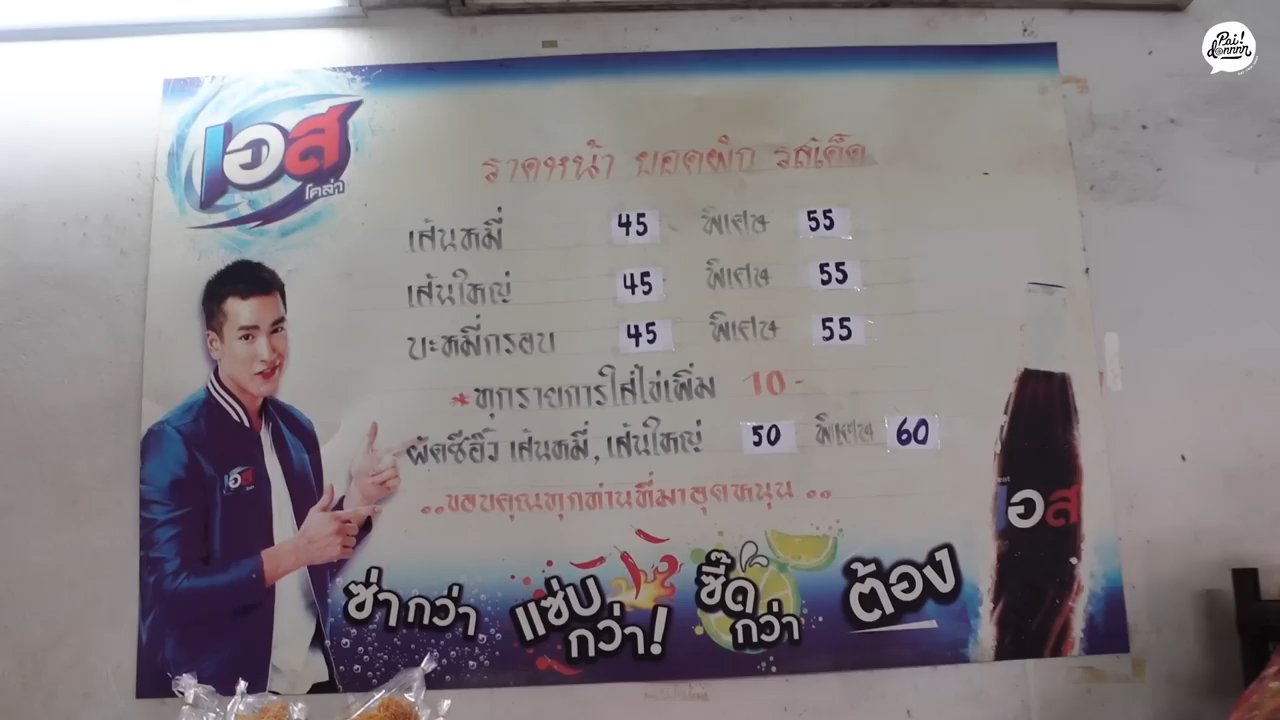 Pai!
donnnn
เอส
โคล่า
ราดหน้า ยอดผัก รสเด็ด
เส้นหมี่ 45 พิเศษ 55
เส้นใหญ่ 45 พิเศษ 55
บะหมี่กรอบ 45 พิเศษ 55
*ทุกรายการใส่ไข่เพิ่ม 10-
ผัดซีอิ๊ว เส้นหมี่, เส้นใหญ่ 50 พิเศษ 60
..ขอบคุณทุกท่านที่มาอุดหนุน..
เอส
est
เอส
ซ่ากว่า
แซ่บ
กว่า!
ซี๊ด
กว่า
ต้อง